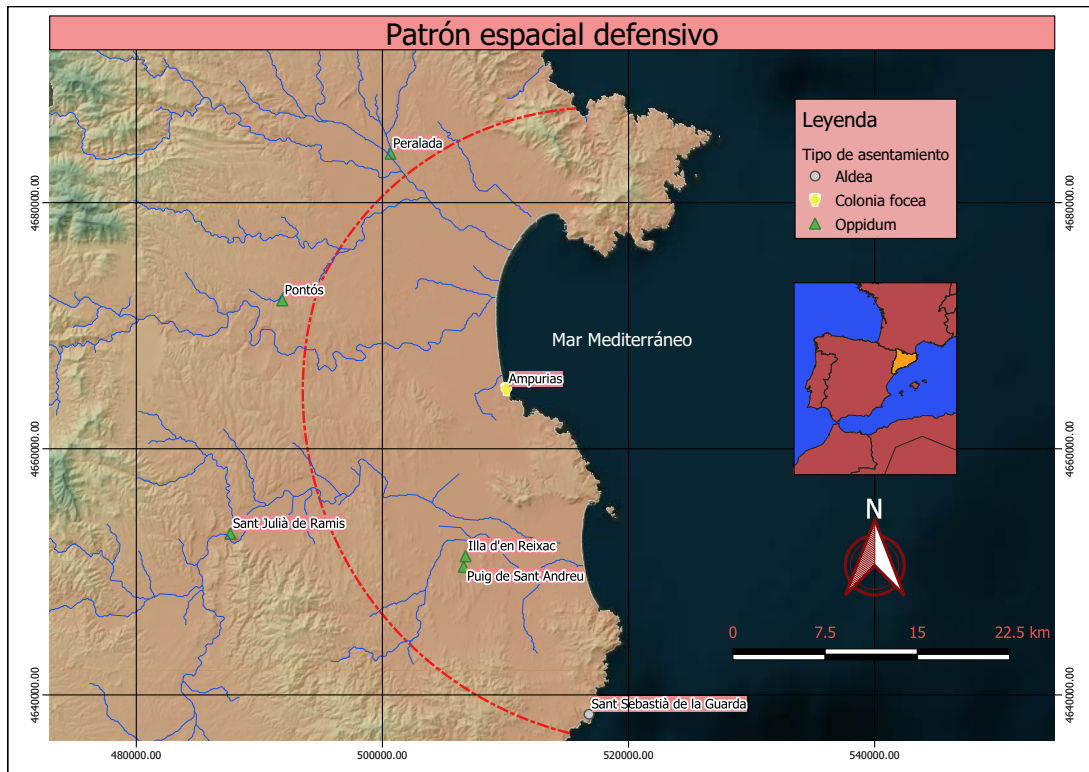 Patrón espacial defensivo
Leyenda
Tipo de asentamiento
Aldea
Colonia focea
Oppidum
Peralada
Pontós
Mar Mediterráneo
Ampurias
Sant Julià de Ramis
Illa d'en Reixac
Puig de Sant Andreu
Sant Sebastià de la Guarda
N
0 7.5 15 22.5 km
4680000.00
4660000.00
4640000.00
4680000.00
4660000.00
4640000.00
480000.00 500000.00 520000.00 540000.00